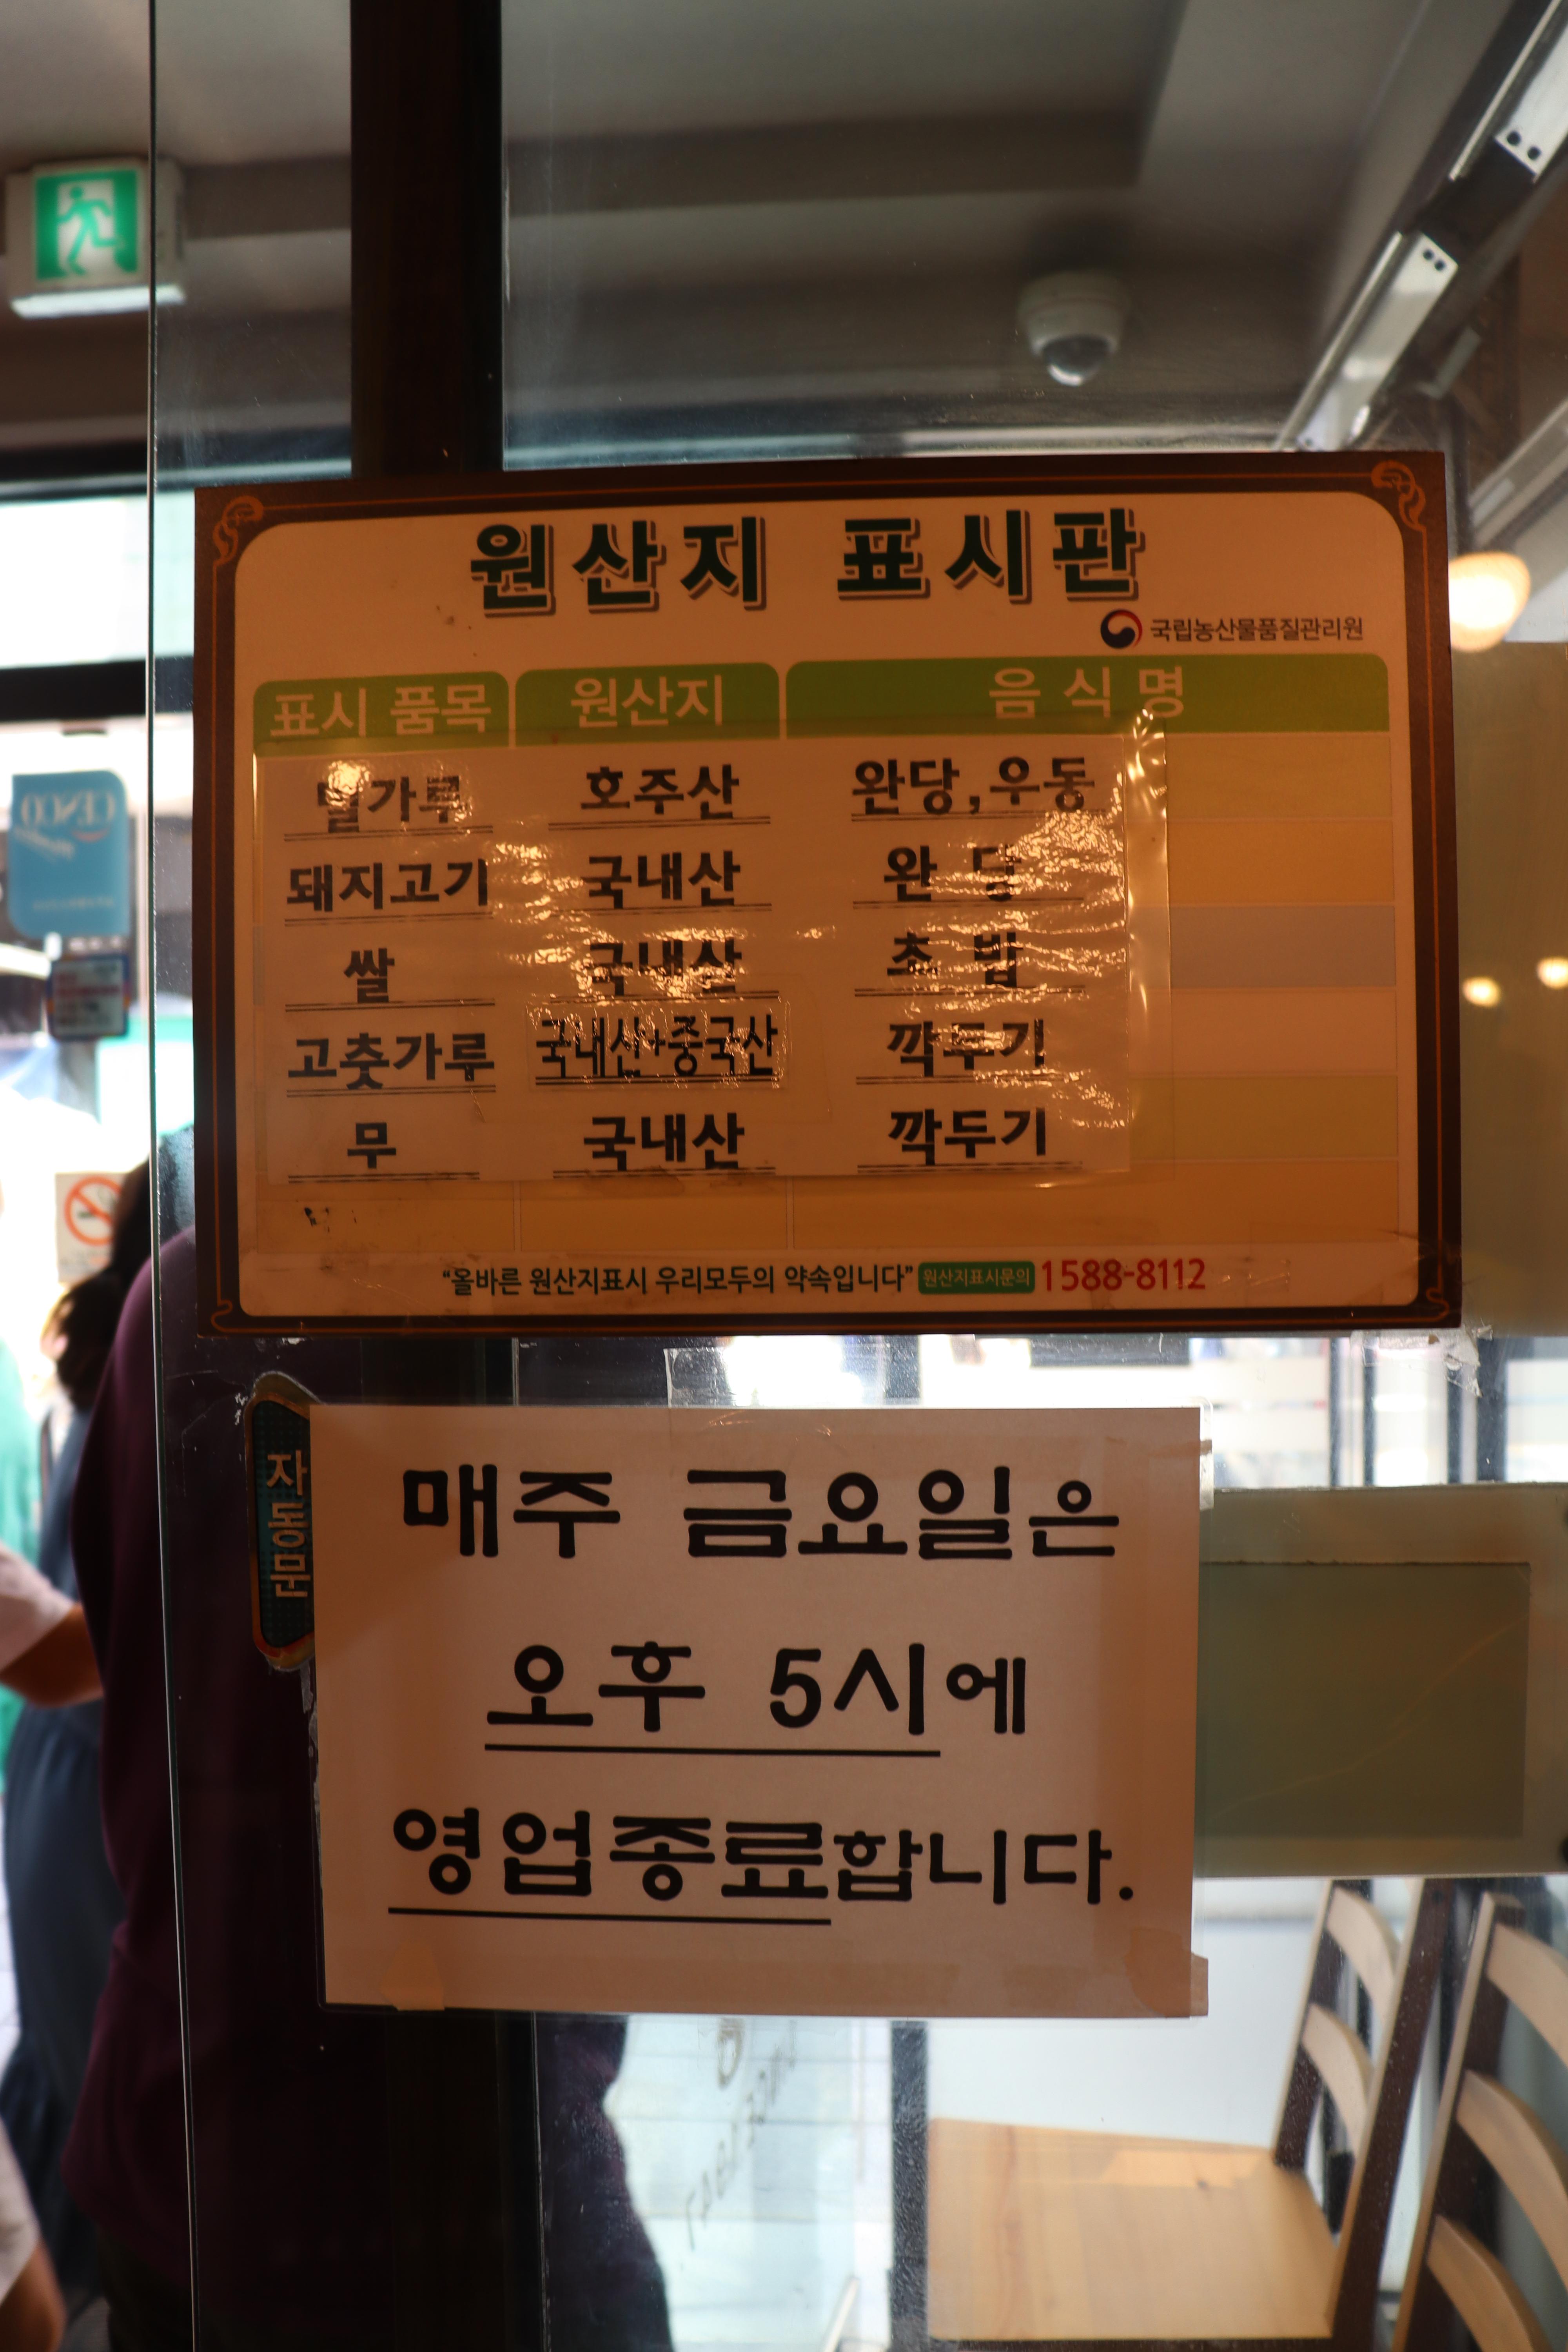 원산지 표시판
국립농산물품질관리원
표시 품목 원산지 음식명
밀가루 호주산 완당,우동
돼지고기 국내산 완 당
쌀 국내산 초 밥
고춧가루 국내산+중국산 깍두기
무 국내산 깍두기
“올바른 원산지표시 우리모두의 약속입니다” 원산지표시문의 1588-8112
자동문
매주 금요일은
오후 5시에
영업종료합니다.
CESCO